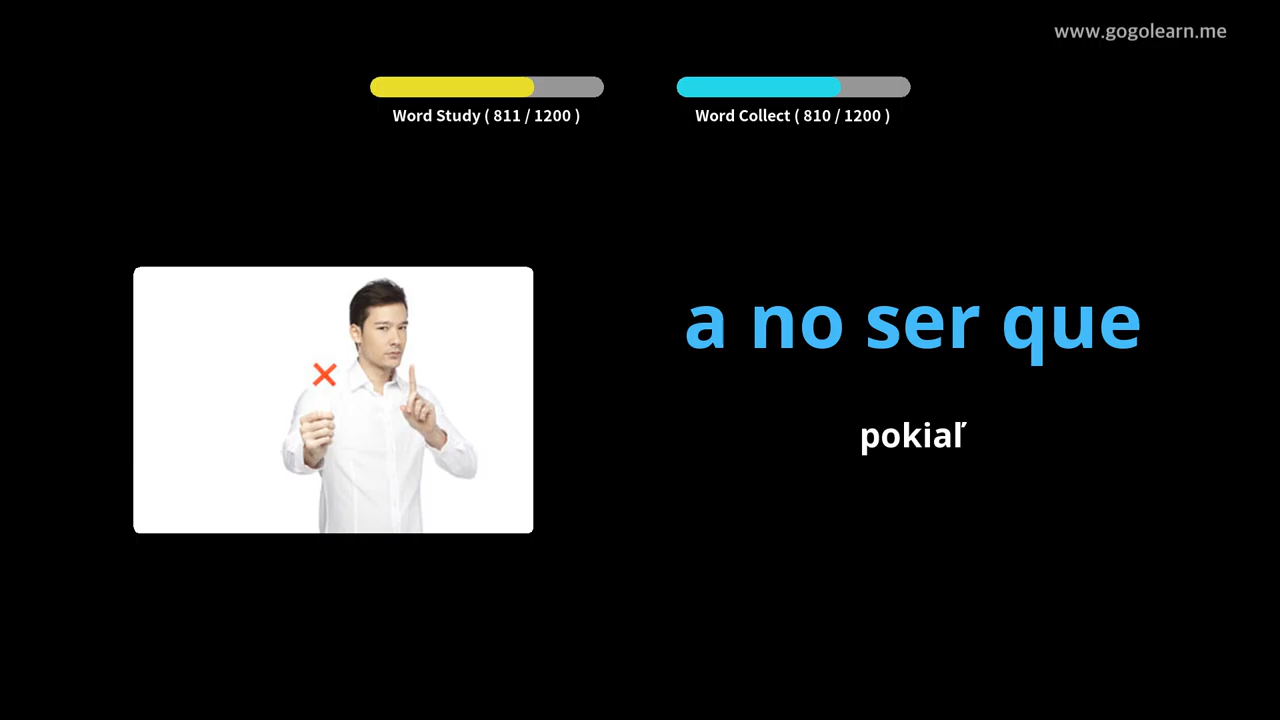 www.gogolearn.me
Word Study ( 811 / 1200 )
Word Collect ( 810 / 1200 )
a no ser que
pokiaľ